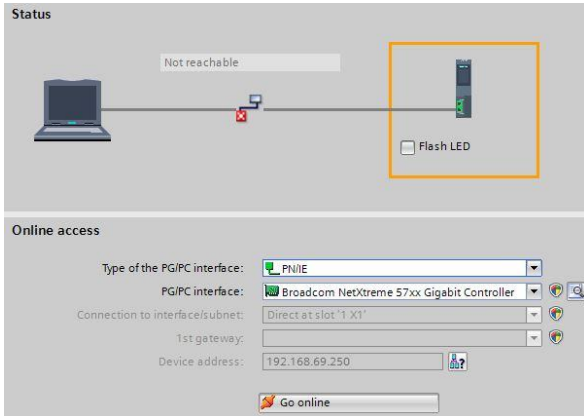 Status
Not reachable
Flash LED
Online access
Type of the PG/PC interface: PN/IE
PG/PC interface: Broadcom NetXtreme 57xx Gigabit Controller
Connection to interface/subnet: Direct at slot '1 X1'
1st gateway:
Device address: 192.168.69.250
Go online